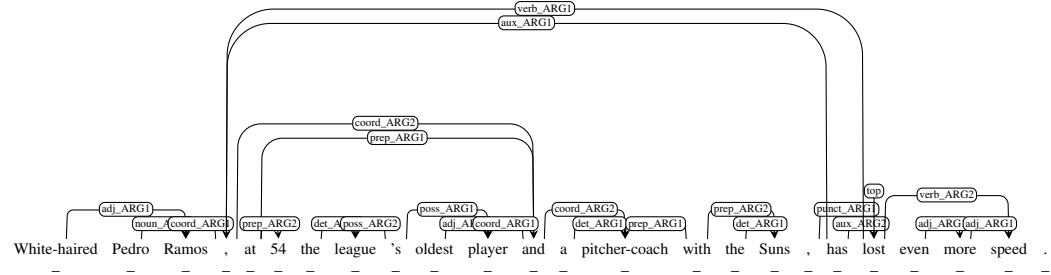 verb_ARG1
aux_ARG1
coord_ARG2
prep_ARG1
top
verb_ARG2
adj_ARG1 poss_ARG1 coord_ARG2 prep_ARG2 punct_ARG1
coord_ARG1 prep_ARG2 poss_ARG2 coord_ARG1 det_ARG1 prep_ARG1 det_ARG1 aux_ARG2 adj_ARG1
White-haired Pedro Ramos , at 54 the league 's oldest player and a pitcher-coach with the Suns , has lost even more speed .
_ _ _ _ _ _ _ _ _ _ _ _ _ _ _ _ _ _ _ _ _ _ _ _